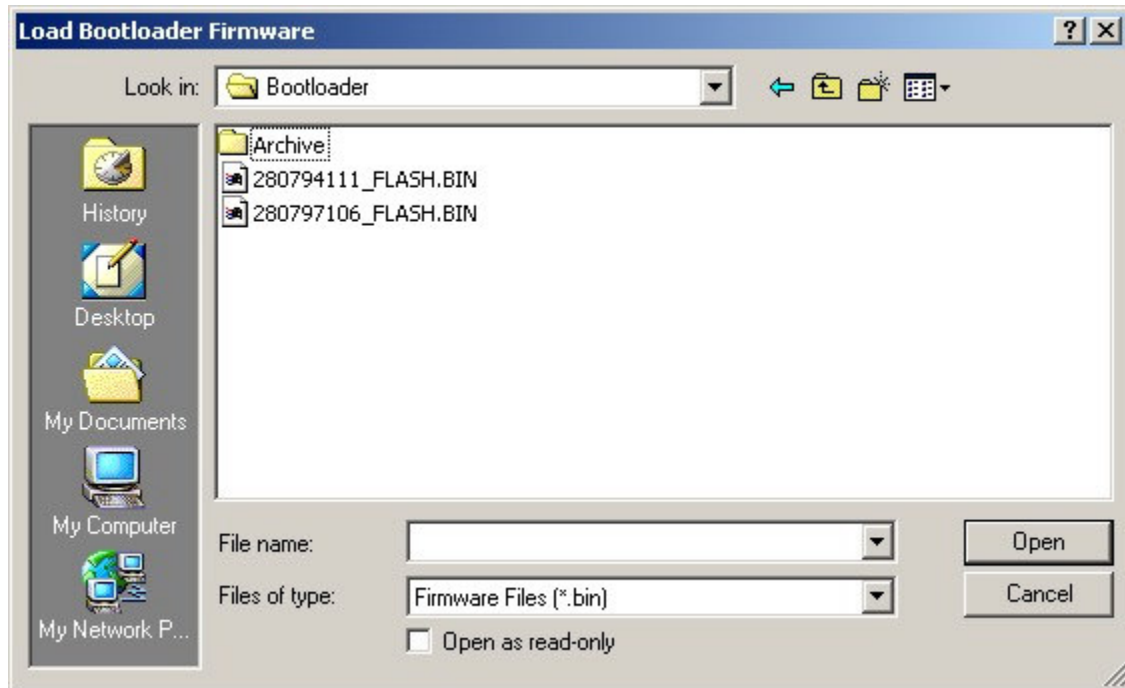 Load Bootloader Firmware
Look in: Bootloader
Archive
280794111_FLASH.BIN
280797106_FLASH.BIN
History
Desktop
My Documents
My Computer
My Network P...
File name: Open
Files of type: Firmware Files (*.bin) Cancel
Open as read-only